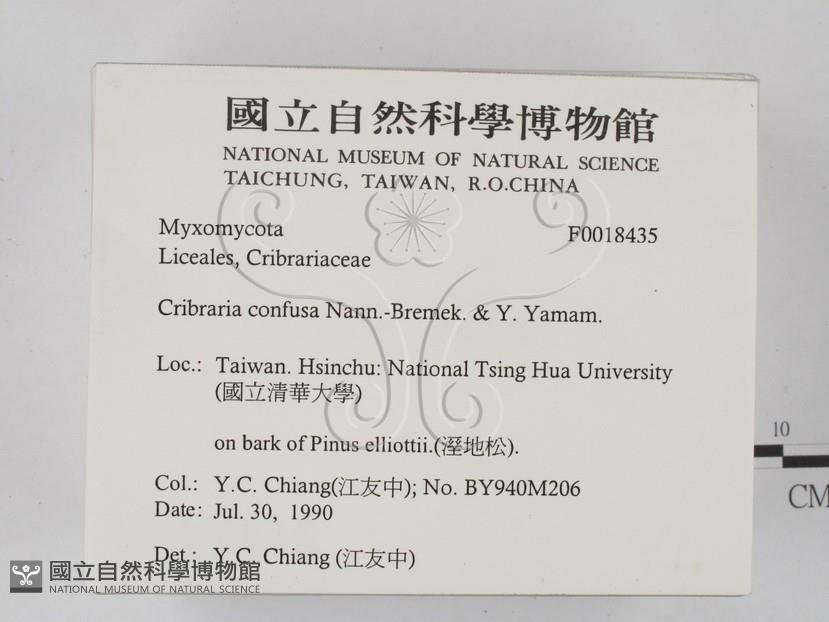 國立自然科學博物館
NATIONAL MUSEUM OF NATURAL SCIENCE
TAICHUNG, TAIWAN, R.O.CHINA
Myxomycota F0018435
Liceales, Cribrariaceae
Cribraria confusa Nann.-Bremek. & Y. Yamam.
Loc.: Taiwan. Hsinchu: National Tsing Hua University
(國立清華大學)
on bark of Pinus elliottii.(溼地松).
Col.: Y.C. Chiang(江友中); No. BY940M206
Date: Jul. 30, 1990
Det.: Y.C. Chiang (江友中)
10
CM
國立自然科學博物館
NATIONAL MUSEUM OF NATURAL SCIENCE